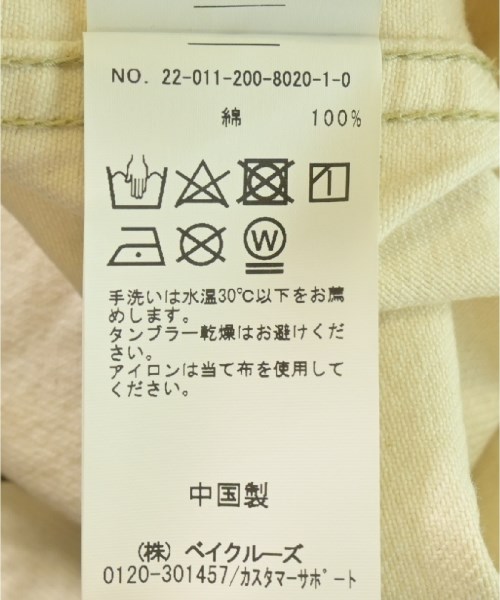 NO. 22-011-200-8020-1-0
綿 100%
W
手洗いは水温30℃以下をお薦
めします。
タンブラー乾燥はお避けくだ
さい。
アイロンは当て布を使用して
ください。
中国製
(株) ベイクルーズ
0120-301457/ｶｽﾀﾏｰｻﾎﾟｰﾄ